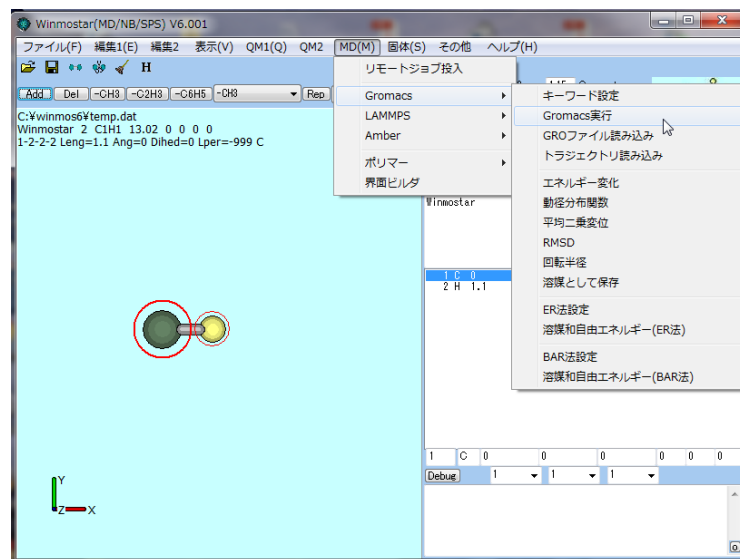 Winmostar(MD/NB/SPS) V6.001
ファイル(F) 編集1(E) 編集2 表示(V) QM1(Q) QM2 MD(M) 固体(S) その他 ヘルプ(H)
H
Add Del -CH3 -C2H3 -C6H5 -CH3 Rep
C:¥winmos6¥temp.dat
Winmostar 2 C1H1 13.02 0 0 0 0
1-2-2-2 Leng=1.1 Ang=0 Dihed=0 Lper=-999 C
リモートジョブ投入
Gromacs
LAMMPS
Amber
ポリマー
界面ビルダ
キーワード設定
Gromacs実行
GROファイル読み込み
トラジェクトリ読み込み
エネルギー変化
動径分布関数
平均二乗変位
RMSD
回転半径
溶媒として保存
ER法設定
溶媒和自由エネルギー(ER法)
BAR法設定
溶媒和自由エネルギー(BAR法)
Winmostar
1 C 0
2 H 1.1
1 C 0 0 0 0 0 0
Debug 1 1 1
Y
Z X